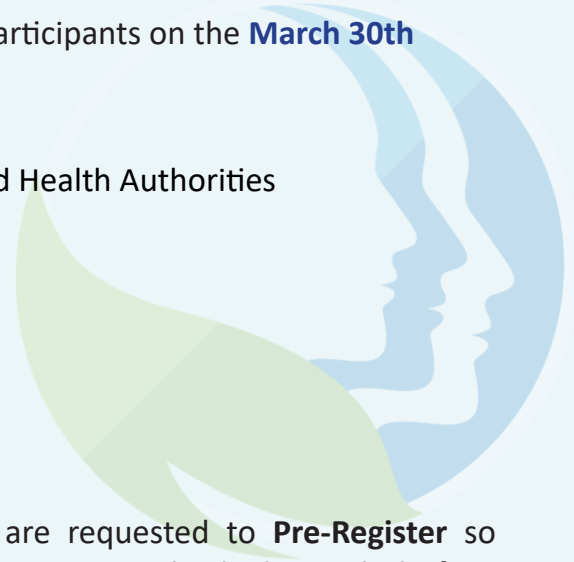 articipants on the March 30th
d Health Authorities
are requested to Pre-Register so